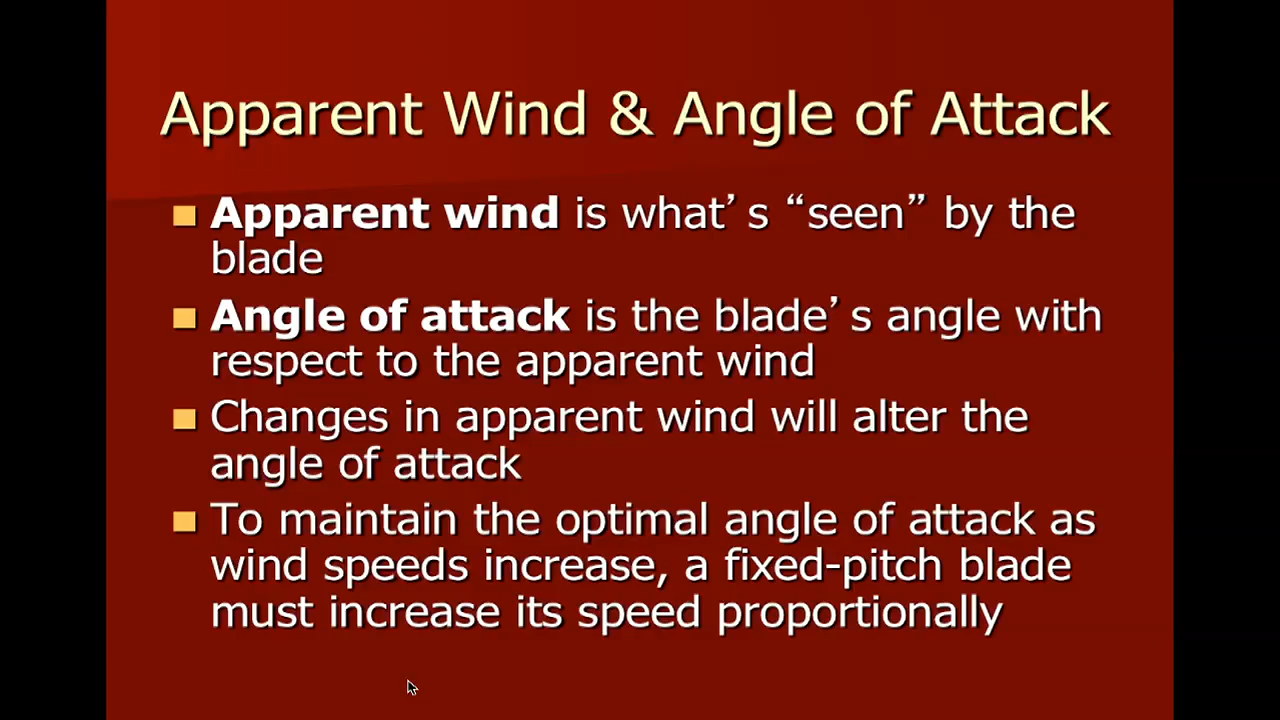 Apparent Wind & Angle of Attack
Apparent wind is what’s “seen” by the
blade
Angle of attack is the blade’s angle with
respect to the apparent wind
Changes in apparent wind will alter the
angle of attack
To maintain the optimal angle of attack as
wind speeds increase, a fixed-pitch blade
must increase its speed proportionally